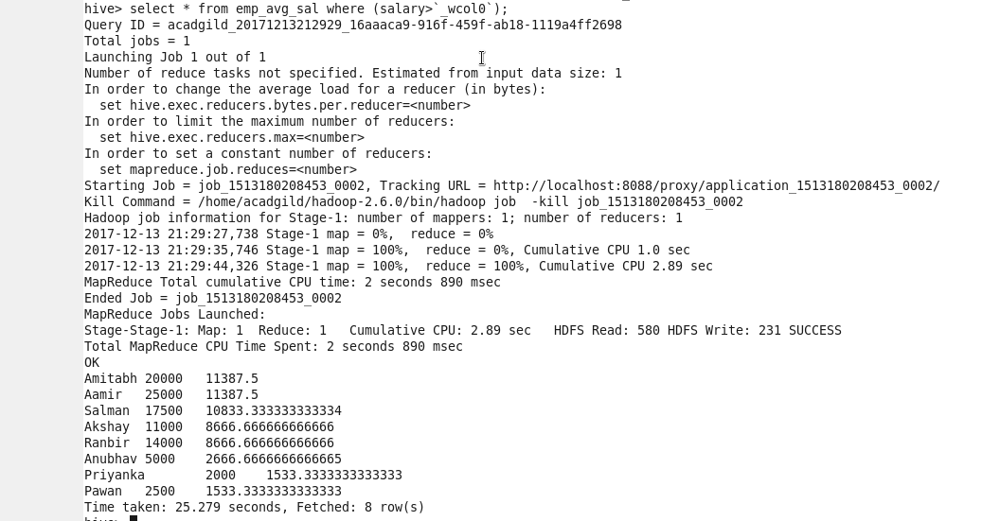 hive> select * from emp_avg_sal where (salary>`_wcol0`);
Query ID = acadgild_20171213212929_16aaaca9-916f-459f-ab18-1119a4ff2698
Total jobs = 1
Launching Job 1 out of 1
Number of reduce tasks not specified. Estimated from input data size: 1
In order to change the average load for a reducer (in bytes):
  set hive.exec.reducers.bytes.per.reducer=<number>
In order to limit the maximum number of reducers:
  set hive.exec.reducers.max=<number>
In order to set a constant number of reducers:
  set mapreduce.job.reduces=<number>
Starting Job = job_1513180208453_0002, Tracking URL = http://localhost:8088/proxy/application_1513180208453_0002/
Kill Command = /home/acadgild/hadoop-2.6.0/bin/hadoop job  -kill job_1513180208453_0002
Hadoop job information for Stage-1: number of mappers: 1; number of reducers: 1
2017-12-13 21:29:27,738 Stage-1 map = 0%,  reduce = 0%
2017-12-13 21:29:35,746 Stage-1 map = 100%,  reduce = 0%, Cumulative CPU 1.0 sec
2017-12-13 21:29:44,326 Stage-1 map = 100%,  reduce = 100%, Cumulative CPU 2.89 sec
MapReduce Total cumulative CPU time: 2 seconds 890 msec
Ended Job = job_1513180208453_0002
MapReduce Jobs Launched:
Stage-Stage-1: Map: 1  Reduce: 1   Cumulative CPU: 2.89 sec   HDFS Read: 580 HDFS Write: 231 SUCCESS
Total MapReduce CPU Time Spent: 2 seconds 890 msec
OK
Amitabh 20000   11387.5
Aamir   25000   11387.5
Salman  17500   10833.333333333334
Akshay  11000   8666.666666666666
Ranbir  14000   8666.666666666666
Anubhav 5000    2666.6666666666665
Priyanka        2000    1533.3333333333333
Pawan   2500    1533.3333333333333
Time taken: 25.279 seconds, Fetched: 8 row(s)
hive>